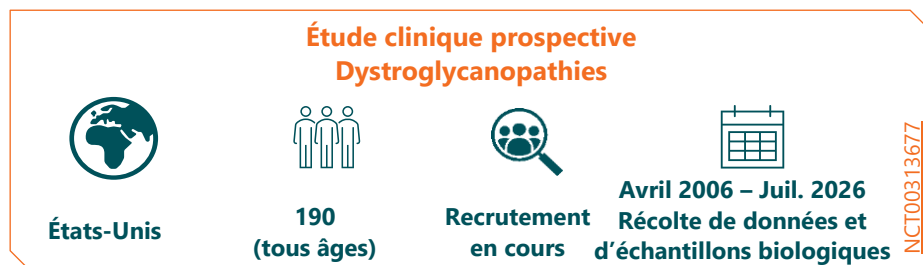 Étude clinique prospective
Dystroglycanopathies
États-Unis
190
(tous âges)
Recrutement
en cours
Avril 2006 – Juil. 2026
Récolte de données et
d'échantillons biologiques
NCT00313677